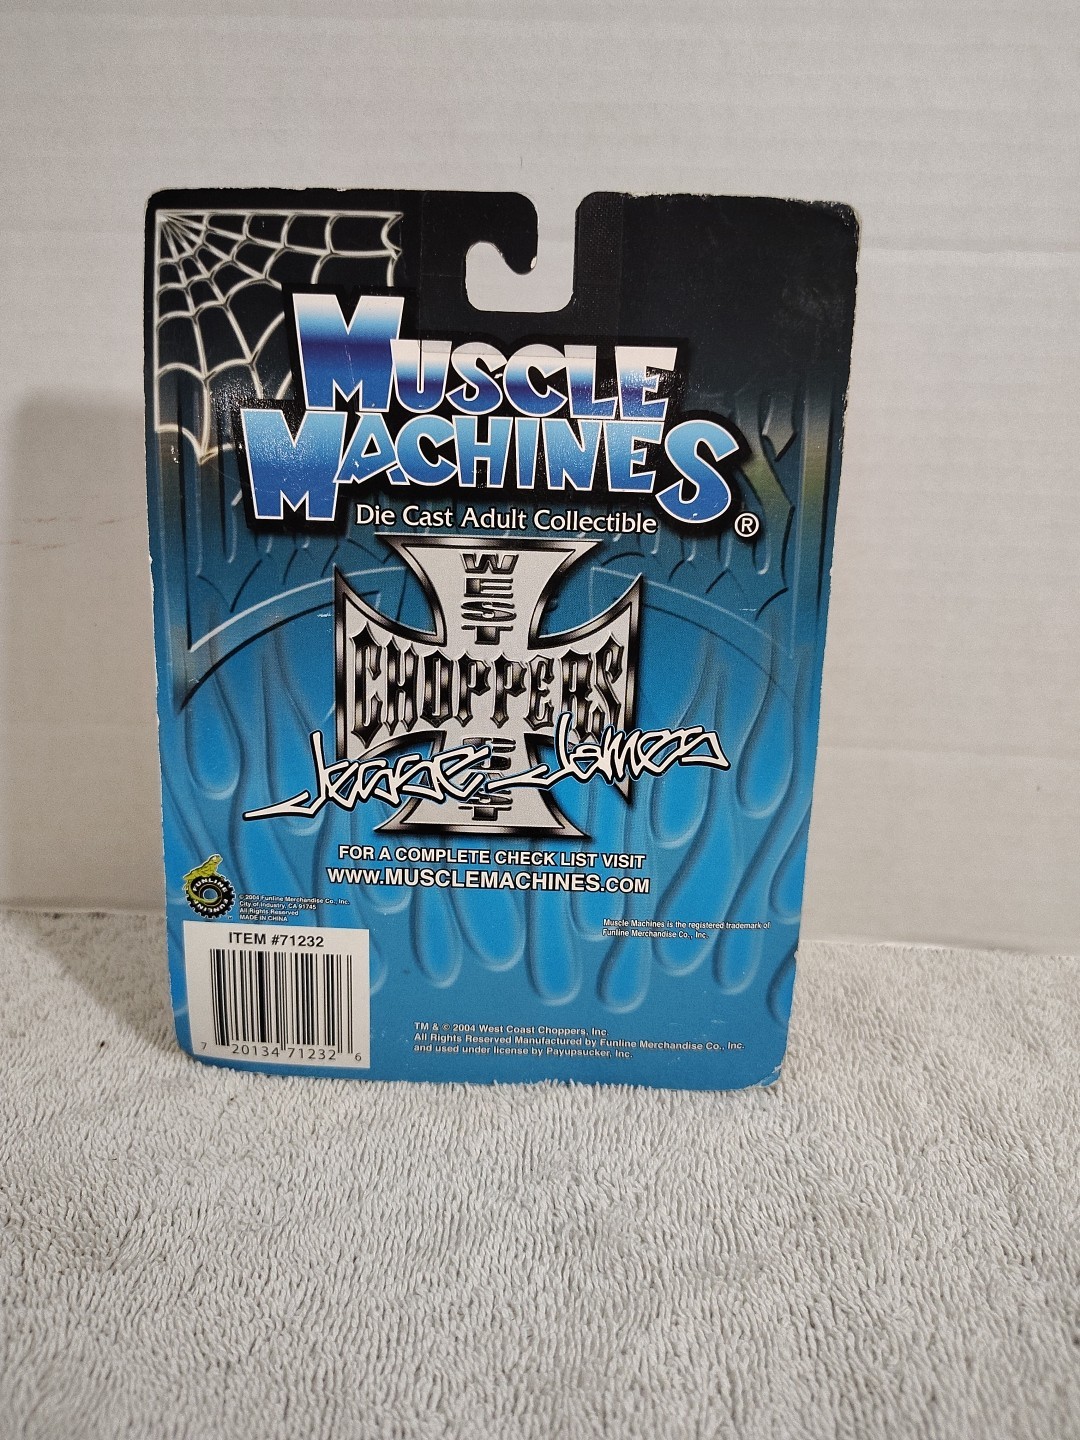 MUSCLE
MACHINES®
Die Cast Adult Collectible
WEST
CHOPPERS
COAST
Jesse James
FOR A COMPLETE CHECK LIST VISIT
WWW.MUSCLEMACHINES.COM
FUNLINE
© 2004 Funline Merchandise Co., Inc.
City of Industry, CA 91745
All Rights Reserved
MADE IN CHINA
Muscle Machines is the registered trademark of
Funline Merchandise Co., Inc.
ITEM #71232
7 20134 71232 6
TM & © 2004 West Coast Choppers, Inc.
All Rights Reserved Manufactured by Funline Merchandise Co., Inc.
and used under license by Payupsucker, Inc.